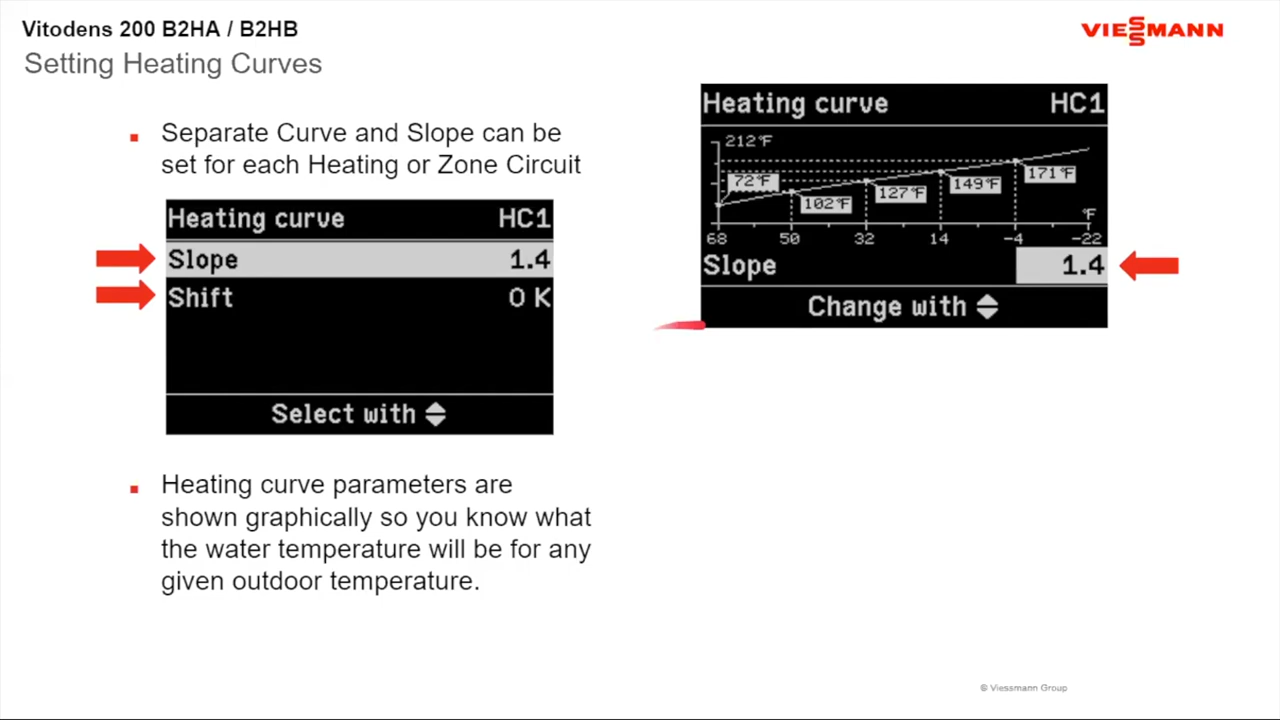 Vitodens 200 B2HA / B2HB
VIESSMANN
Setting Heating Curves
Separate Curve and Slope can be
set for each Heating or Zone Circuit
Heating curve HC1
Slope 1.4
Shift 0 K
Select with
Heating curve parameters are
shown graphically so you know what
the water temperature will be for any
given outdoor temperature.
Heating curve HC1
212°F
72°F 102°F 127°F 149°F 171°F
°F
68 50 32 14 -4 -22
Slope 1.4
Change with
© Viessmann Group